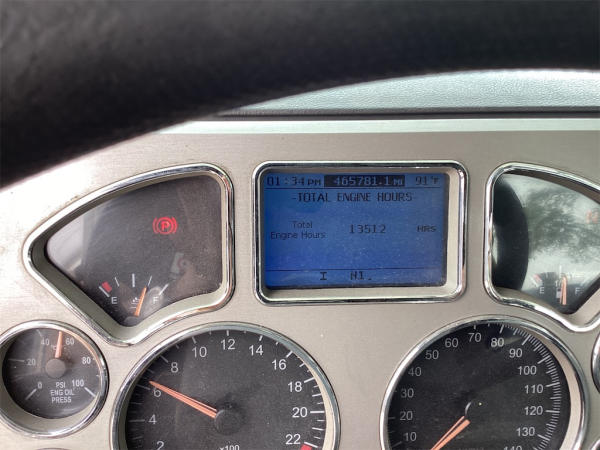 01:34 PM 465781.1 MI 91°F
-TOTAL ENGINE HOURS-
Total
Engine Hours 13512 HRS
P
E F
E F
20 40 60 80
0 100
PSI
ENG OIL
PRESS
2 6 8 10 12 14 16 18 20 22
x100
10 20 30 40 50 60 70 80 90 100 110 120 130 140